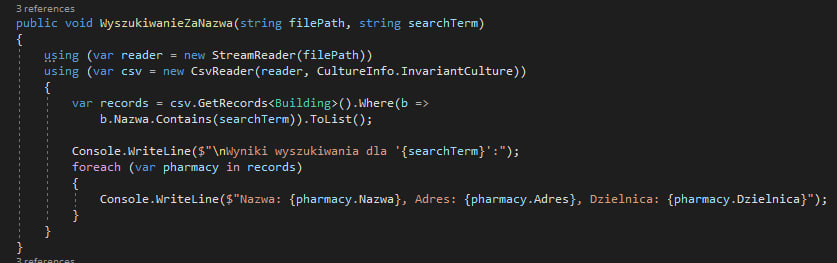 3 references
public void WyszukiwanieZaNazwa(string filePath, string searchTerm)
{
using (var reader = new StreamReader(filePath))
using (var csv = new CsvReader(reader, CultureInfo.InvariantCulture))
{
var records = csv.GetRecords<Building>().Where(b =>
b.Nazwa.Contains(searchTerm)).ToList();
Console.WriteLine($"\nWyniki wyszukiwania dla '{searchTerm}':");
foreach (var pharmacy in records)
{
Console.WriteLine($"Nazwa: {pharmacy.Nazwa}, Adres: {pharmacy.Adres}, Dzielnica: {pharmacy.Dzielnica}");
}
}
}
3 references